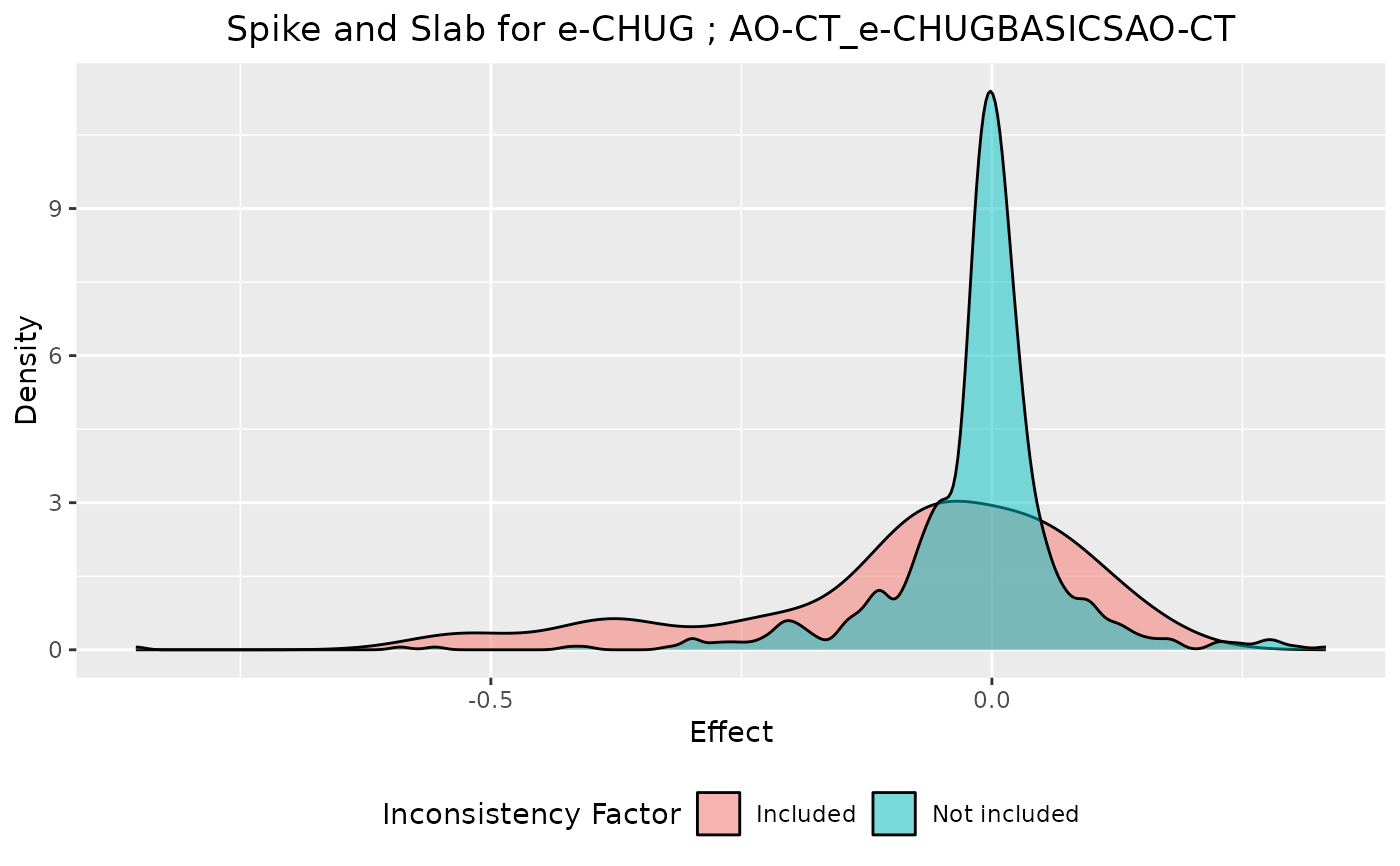 Spike and Slab for e-CHUG ; AO-CT_e-CHUGBASICSAO-CT
Density
9
6
3
0
-0.5 0.0
Effect
Inconsistency Factor Included Not included